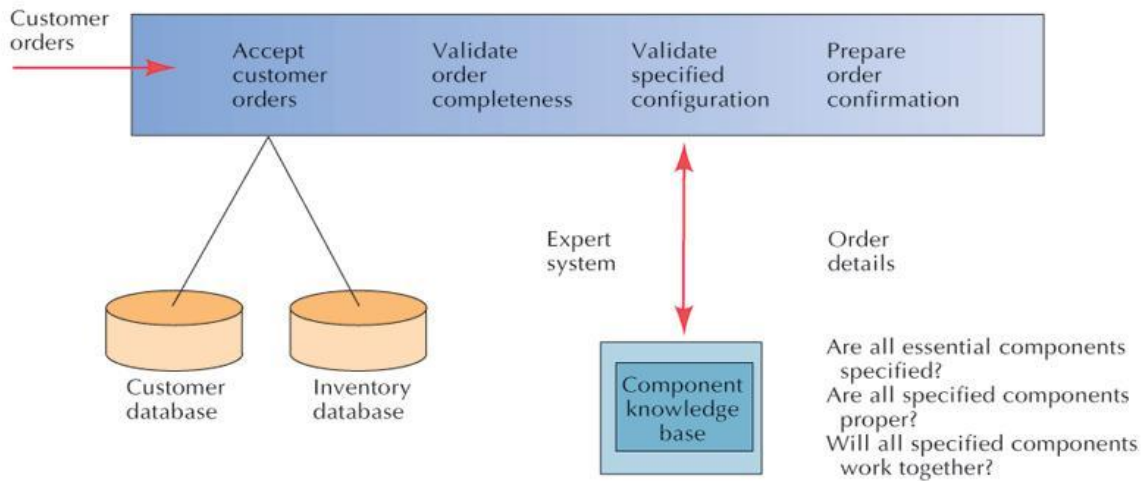 Customer
orders
Accept
customer
orders
Validate
order
completeness
Validate
specified
configuration
Prepare
order
confirmation
Expert
system
Order
details
Customer
database
Inventory
database
Component
knowledge
base
Are all essential components
specified?
Are all specified components
proper?
Will all specified components
work together?